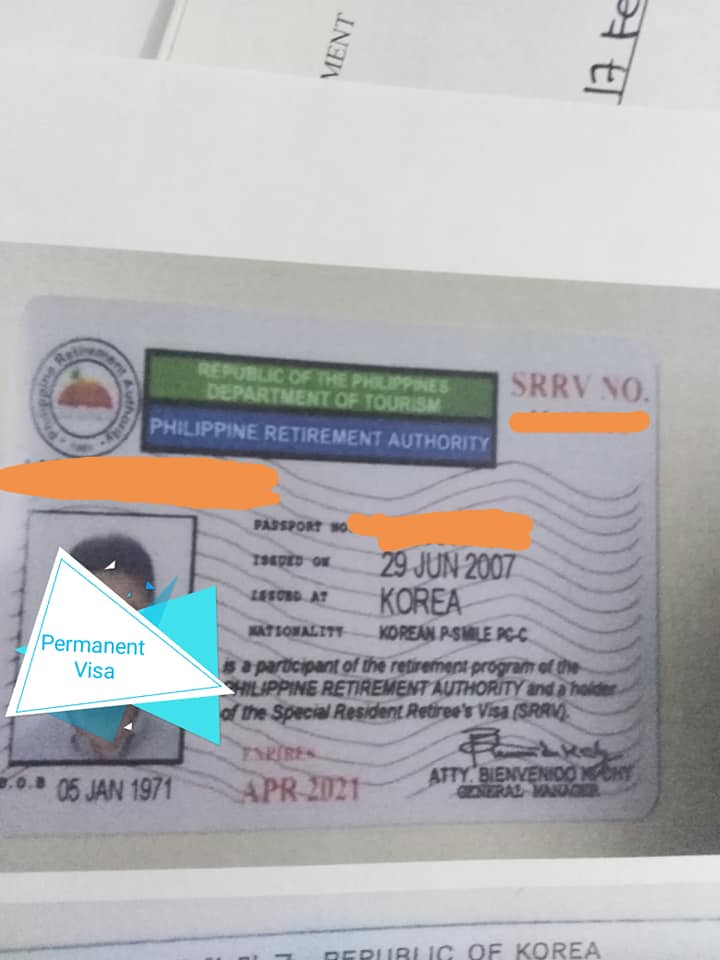 MENT
17 Fe
Philippine Retirement Authority
REPUBLIC OF THE PHILIPPINES
DEPARTMENT OF TOURISM
PHILIPPINE RETIREMENT AUTHORITY
SRRV NO.
PASSPORT NO
ISSUED ON 29 JUN 2007
ISSUED AT KOREA
NATIONALITY KOREAN P-SMILE PC-C
Permanent
Visa
is a participant of the retirement program of the
PHILIPPINE RETIREMENT AUTHORITY and a holder
of the Special Resident Retiree's Visa (SRRV).
EXPIRES
APR 2021
ATTY. BIENVENIDO
GENERAL MANAGER
D.O.B 05 JAN 1971
REPUBLIC OF KOREA